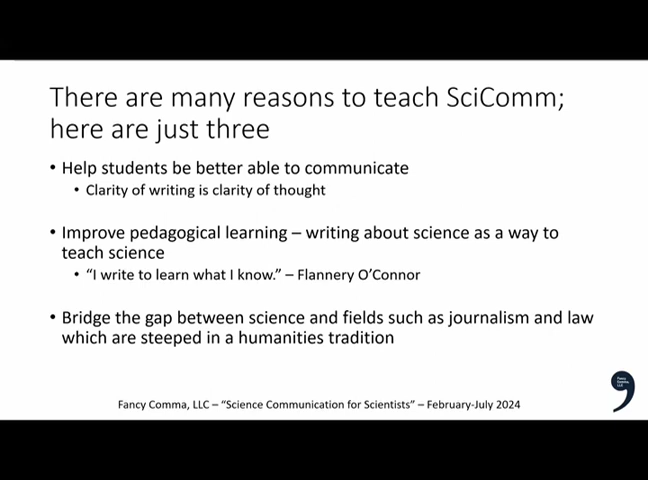 There are many reasons to teach SciComm;
here are just three
• Help students be better able to communicate
• Clarity of writing is clarity of thought
• Improve pedagogical learning – writing about science as a way to
teach science
• “I write to learn what I know.” – Flannery O’Connor
• Bridge the gap between science and fields such as journalism and law
which are steeped in a humanities tradition
Fancy Comma, LLC – “Science Communication for Scientists” – February-July 2024
Fancy
Comma,
LLC